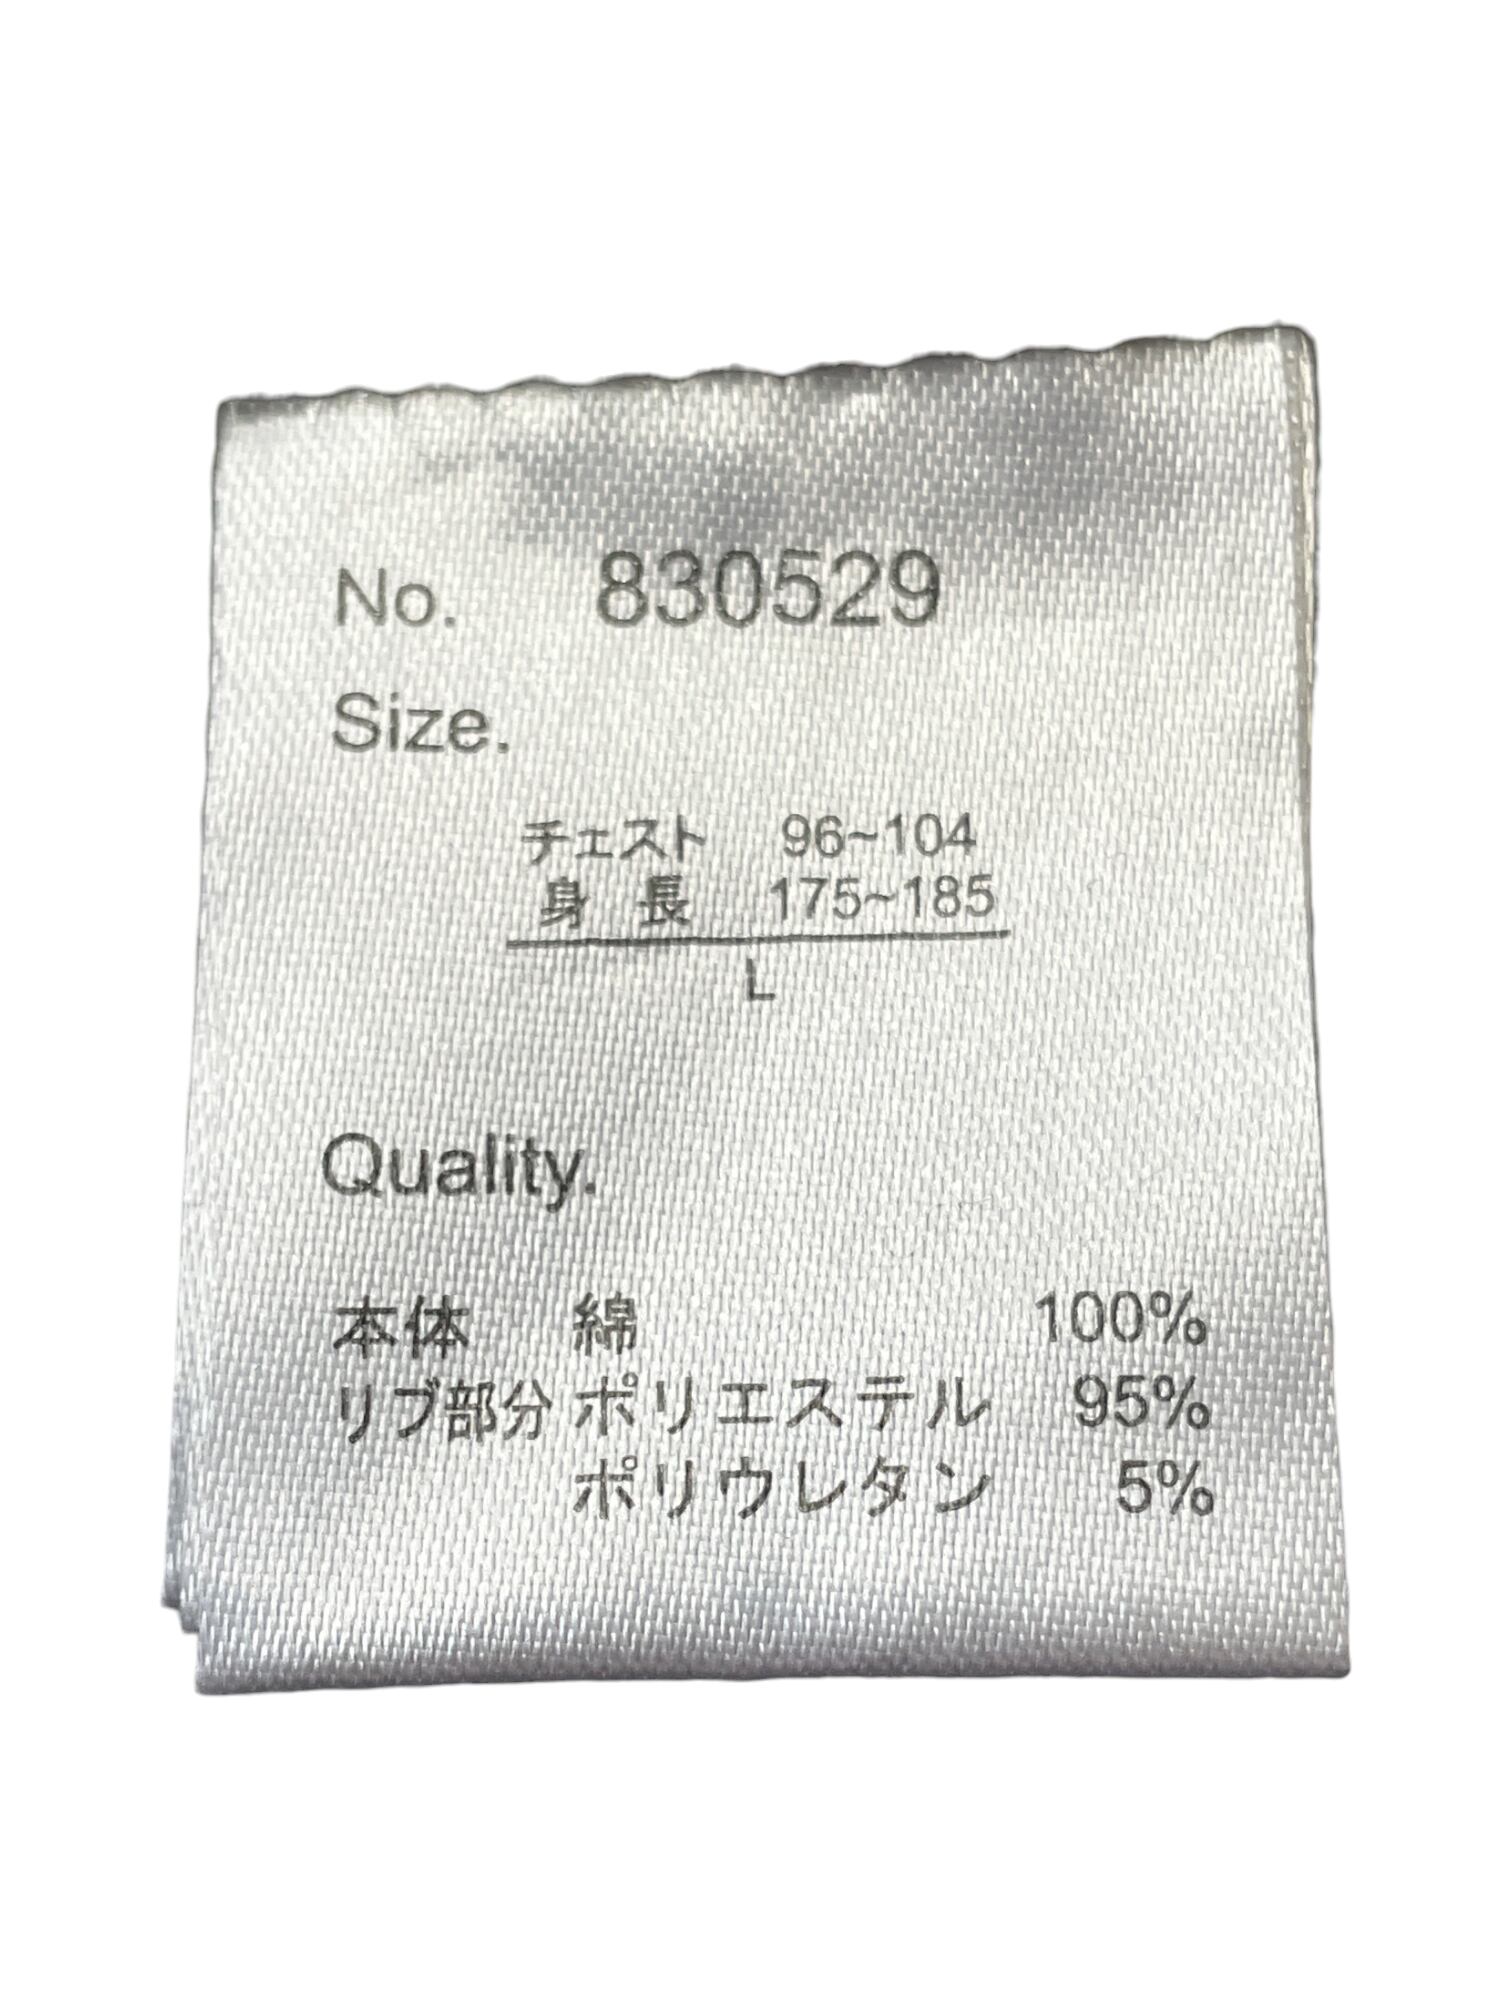 No. 830529
Size.
チェスト 96~104
身長 175~185
L
Quality.
本体 綿 100%
リブ部分 ポリエステル 95%
ポリウレタン 5%